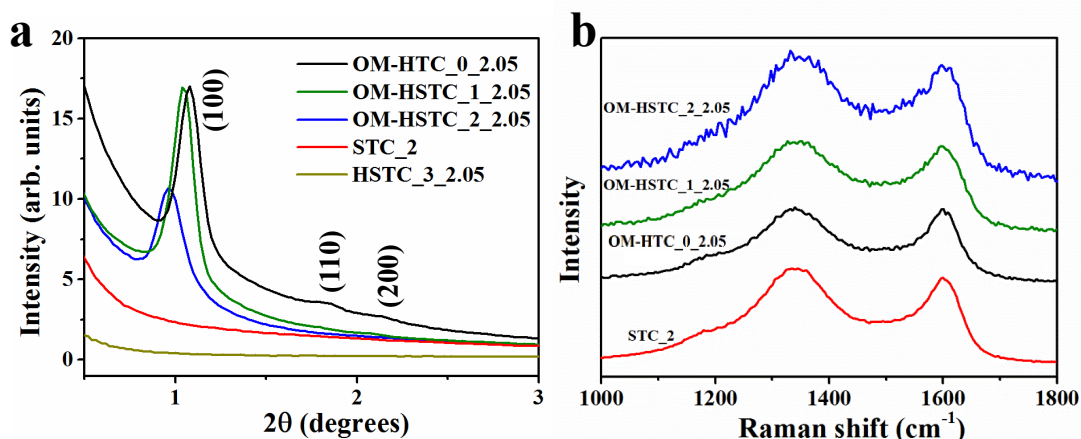 a
20
15
10
5
0
Intensity (arb. units)
OM-HTC_0_2.05
OM-HSTC_1_2.05
OM-HSTC_2_2.05
STC_2
HSTC_3_2.05
(100)
(110)
(200)
1
2
3
2θ (degrees)
b
Intensity
OM-HSTC_2_2.05
OM-HSTC_1_2.05
OM-HTC_0_2.05
STC_2
1000
1200
1400
1600
1800
Raman shift (cm⁻¹)